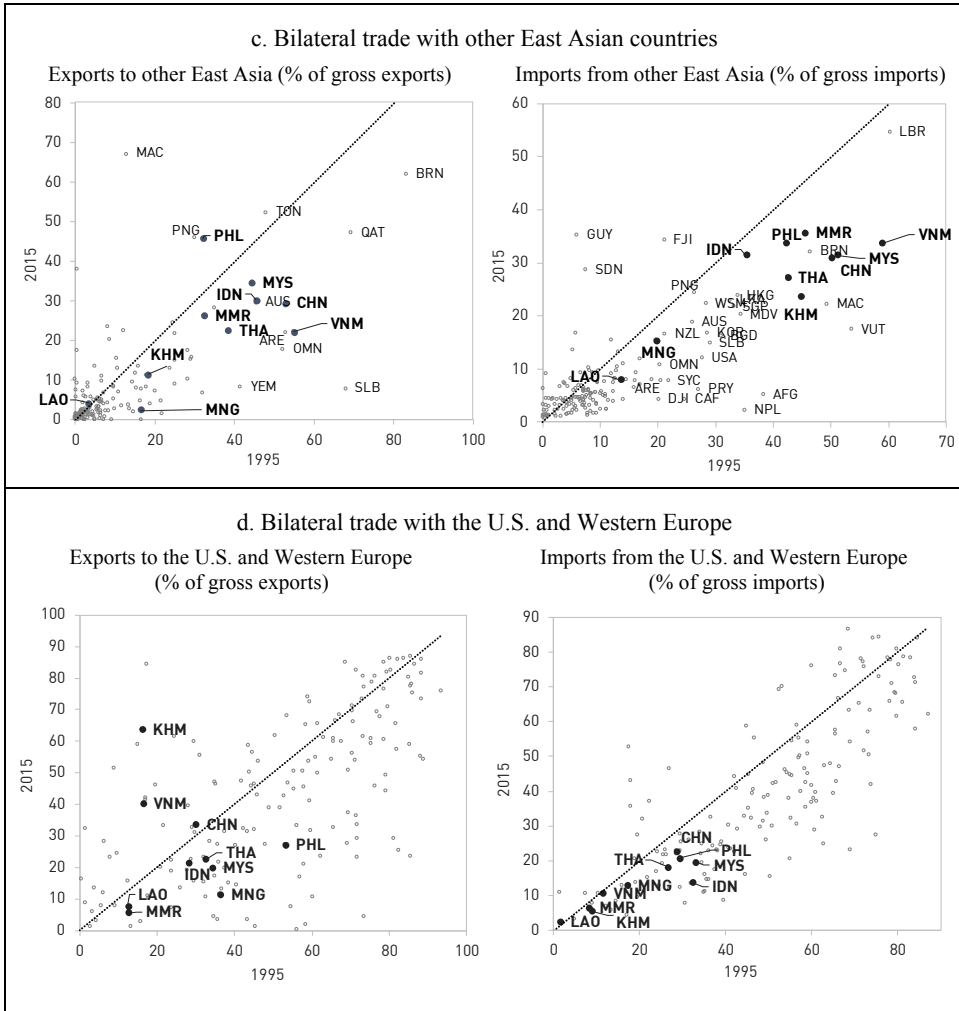 c. Bilateral trade with other East Asian countries
Exports to other East Asia (% of gross exports)
80
70
60
50
40
30
20
10
0
0
20
40
60
80
100
2015
1995
MAC
BRN
TON
PNG
PHL
QAT
MYS
IDN
AUS
CHN
MMR
THA
ARE
VNM
OMN
KHM
YEM
SLB
LAO
MNG
Imports from other East Asia (% of gross imports)
60
50
40
30
20
10
0
0
10
20
30
40
50
60
70
2015
1995
LBR
GUY
FJI
IDN
PHL
MMR
VNM
BRN
MYS
CHN
SDN
THA
PNG
HKG
WSM
SGP
KHM
MAC
MDV
AUS
VUT
NZL
KOR
BGD
SLB
MNG
USA
OMN
LAO
ARE
SYC
PRY
DJI
CAF
AFG
NPL
d. Bilateral trade with the U.S. and Western Europe
Exports to the U.S. and Western Europe
(% of gross exports)
100
90
80
70
60
50
40
30
20
10
0
0
20
40
60
80
100
2015
1995
KHM
VNM
CHN
THA
PHL
IDN
MYS
LAO
MNG
MMR
Imports from the U.S. and Western Europe
(% of gross imports)
90
80
70
60
50
40
30
20
10
0
0
20
40
60
80
2015
1995
CHN
PHL
THA
MYS
MNG
IDN
VNM
MMR
LAO
KHM